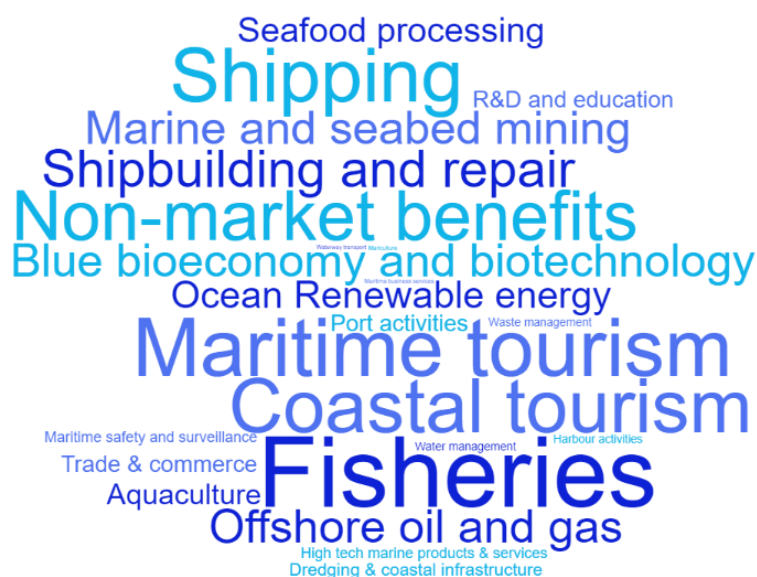 Seafood processing
Shipping
R&D and education
Marine and seabed mining
Shipbuilding and repair
Non-market benefits
Waterway transport
Mariculture
Blue bioeconomy and biotechnology
Maritime business services
Ocean Renewable energy
Port activities
Waste management
Maritime tourism
Coastal tourism
Maritime safety and surveillance
Water management
Harbour activities
Trade & commerce
Fisheries
Aquaculture
Offshore oil and gas
High tech marine products & services
Dredging & coastal infrastructure